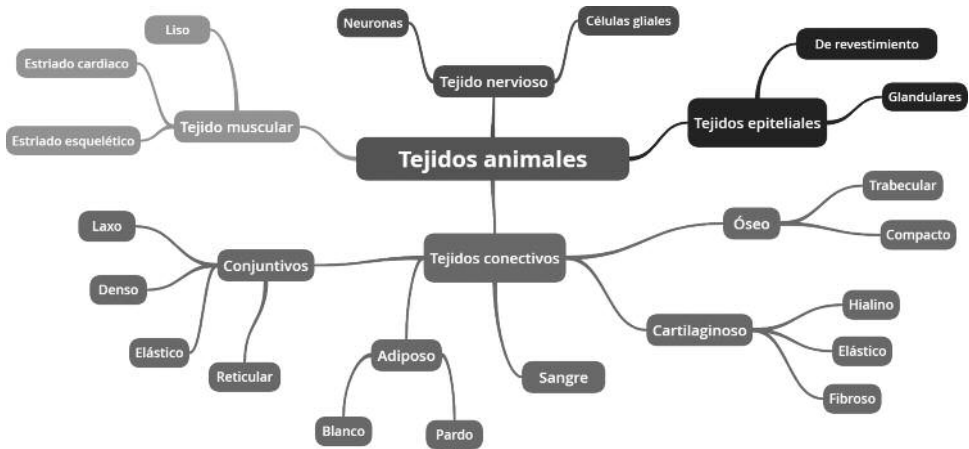 Liso
Estriado cardiaco
Estriado esquelético
Tejido muscular
Neuronas
Células gliales
Tejido nervioso
De revestimiento
Glandulares
Tejidos epiteliales
Tejidos animales
Tejidos conectivos
Conjuntivos
Laxo
Denso
Elástico
Reticular
Adiposo
Blanco
Pardo
Sangre
Óseo
Trabecular
Compacto
Cartilaginoso
Hialino
Elástico
Fibroso